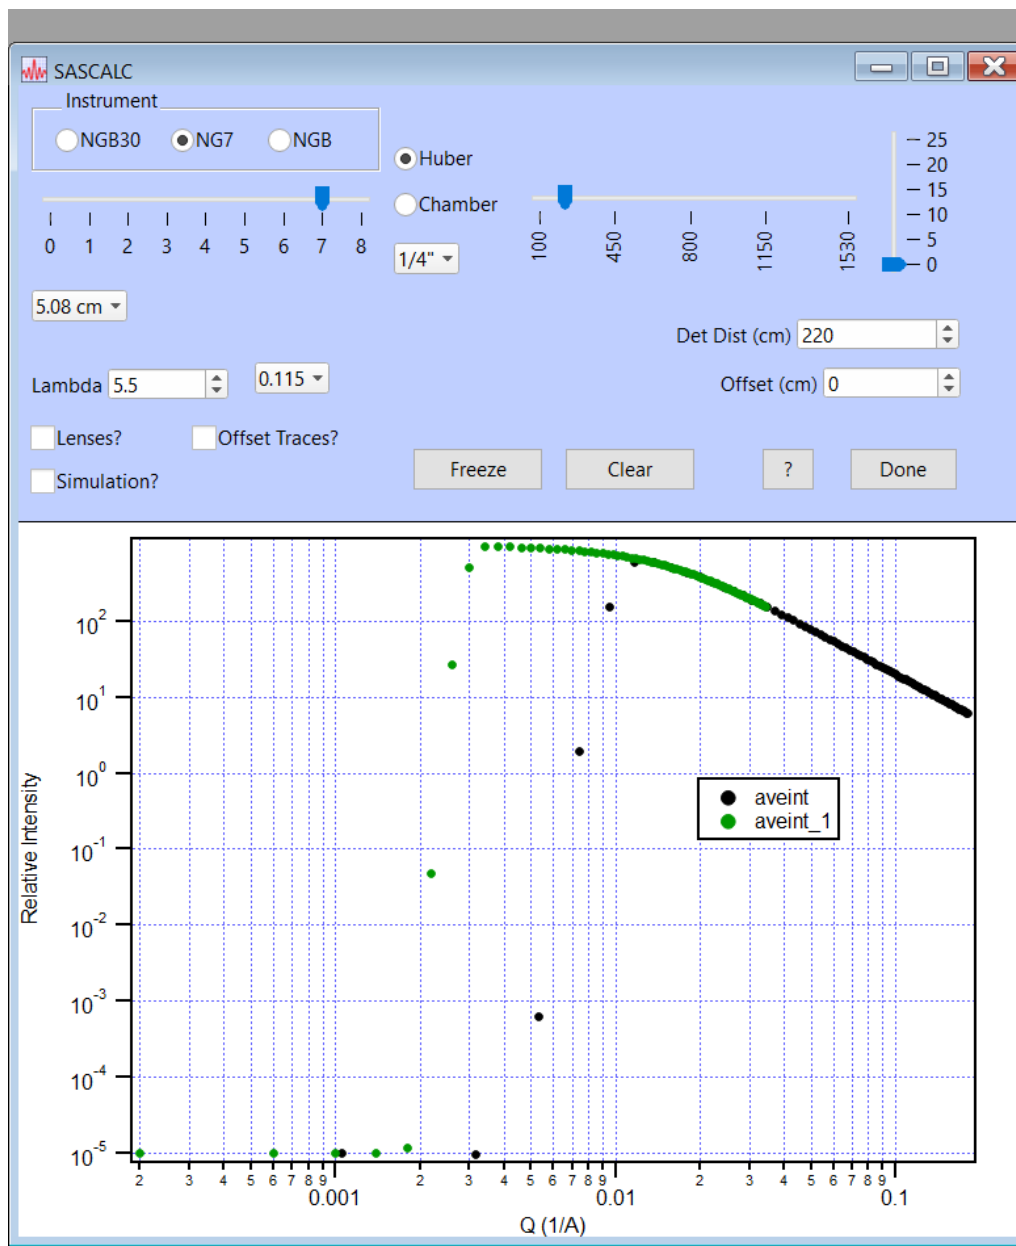 SASCALC
Instrument
NGB30 NG7 NGB
0 1 2 3 4 5 6 7 8
5.08 cm
Lambda 5.5 0.115
Lenses? Offset Traces?
Simulation?
Huber
Chamber
1/4"
100 450 800 1150 1530
25
20
15
10
5
0
Det Dist (cm) 220
Offset (cm) 0
Freeze Clear ? Done
Relative Intensity
10^2
10^1
10^0
10^-1
10^-2
10^-3
10^-4
10^-5
aveint
aveint_1
2 3 4 5 6 7 8 9 0.001 2 3 4 5 6 7 8 9 0.01 2 3 4 5 6 7 8 9 0.1
Q (1/A)